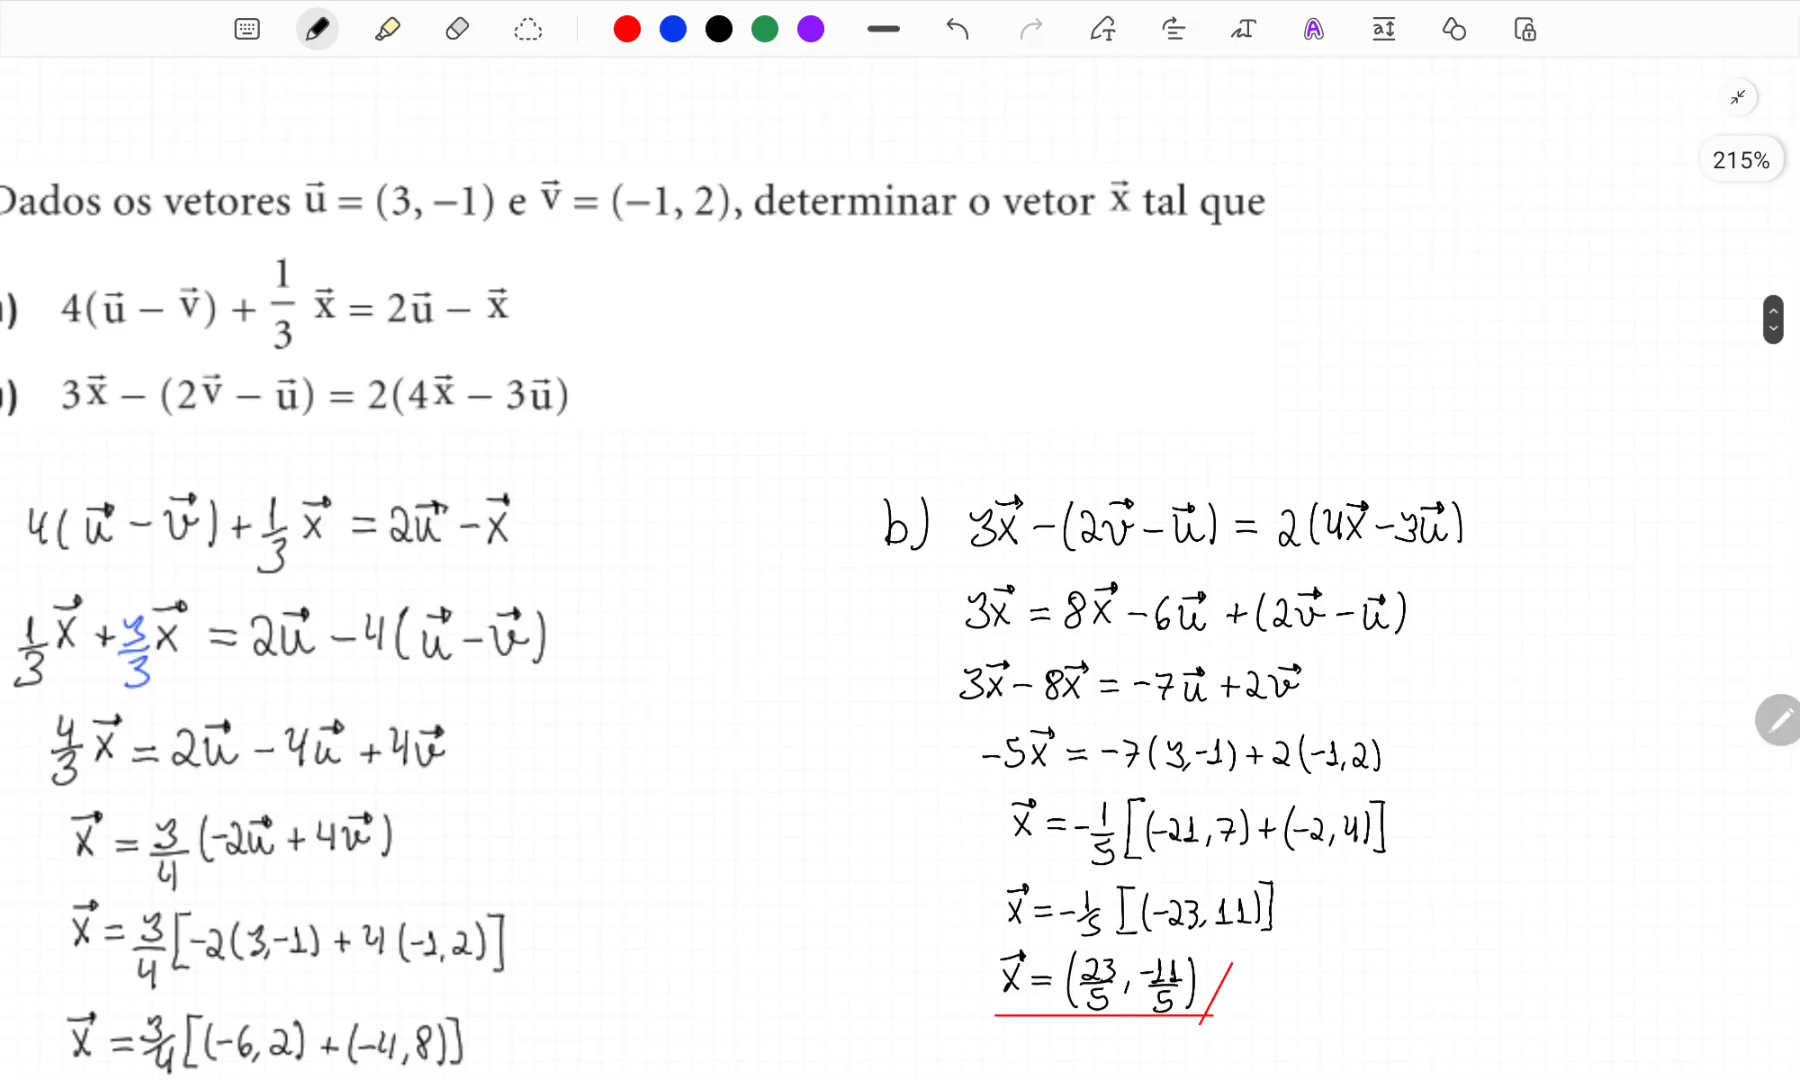 215%
Dados os vetores u⃗ = (3, −1) e v⃗ = (−1, 2), determinar o vetor x⃗ tal que
) 4(u⃗ − v⃗) + 1/3 x⃗ = 2u⃗ − x⃗
) 3x⃗ − (2v⃗ − u⃗) = 2(4x⃗ − 3u⃗)
4(u⃗ − v⃗) + 1/3 x⃗ = 2u⃗ − x⃗
1/3 x⃗ + 3/3 x⃗ = 2u⃗ − 4(u⃗ − v⃗)
4/3 x⃗ = 2u⃗ − 4u⃗ + 4v⃗
x⃗ = 3/4 (−2u⃗ + 4v⃗)
x⃗ = 3/4 [−2(3,−1) + 4(−1,2)]
x⃗ = 3/4 [(−6,2) + (−4,8)]
b) 3x⃗ − (2v⃗ − u⃗) = 2(4x⃗ − 3u⃗)
3x⃗ = 8x⃗ − 6u⃗ + (2v⃗ − u⃗)
3x⃗ − 8x⃗ = −7u⃗ + 2v⃗
−5x⃗ = −7(3,−1) + 2(−1,2)
x⃗ = −1/5 [(−21,7) + (−2,4)]
x⃗ = −1/5 [(−23,11)]
x⃗ = (23/5, −11/5)